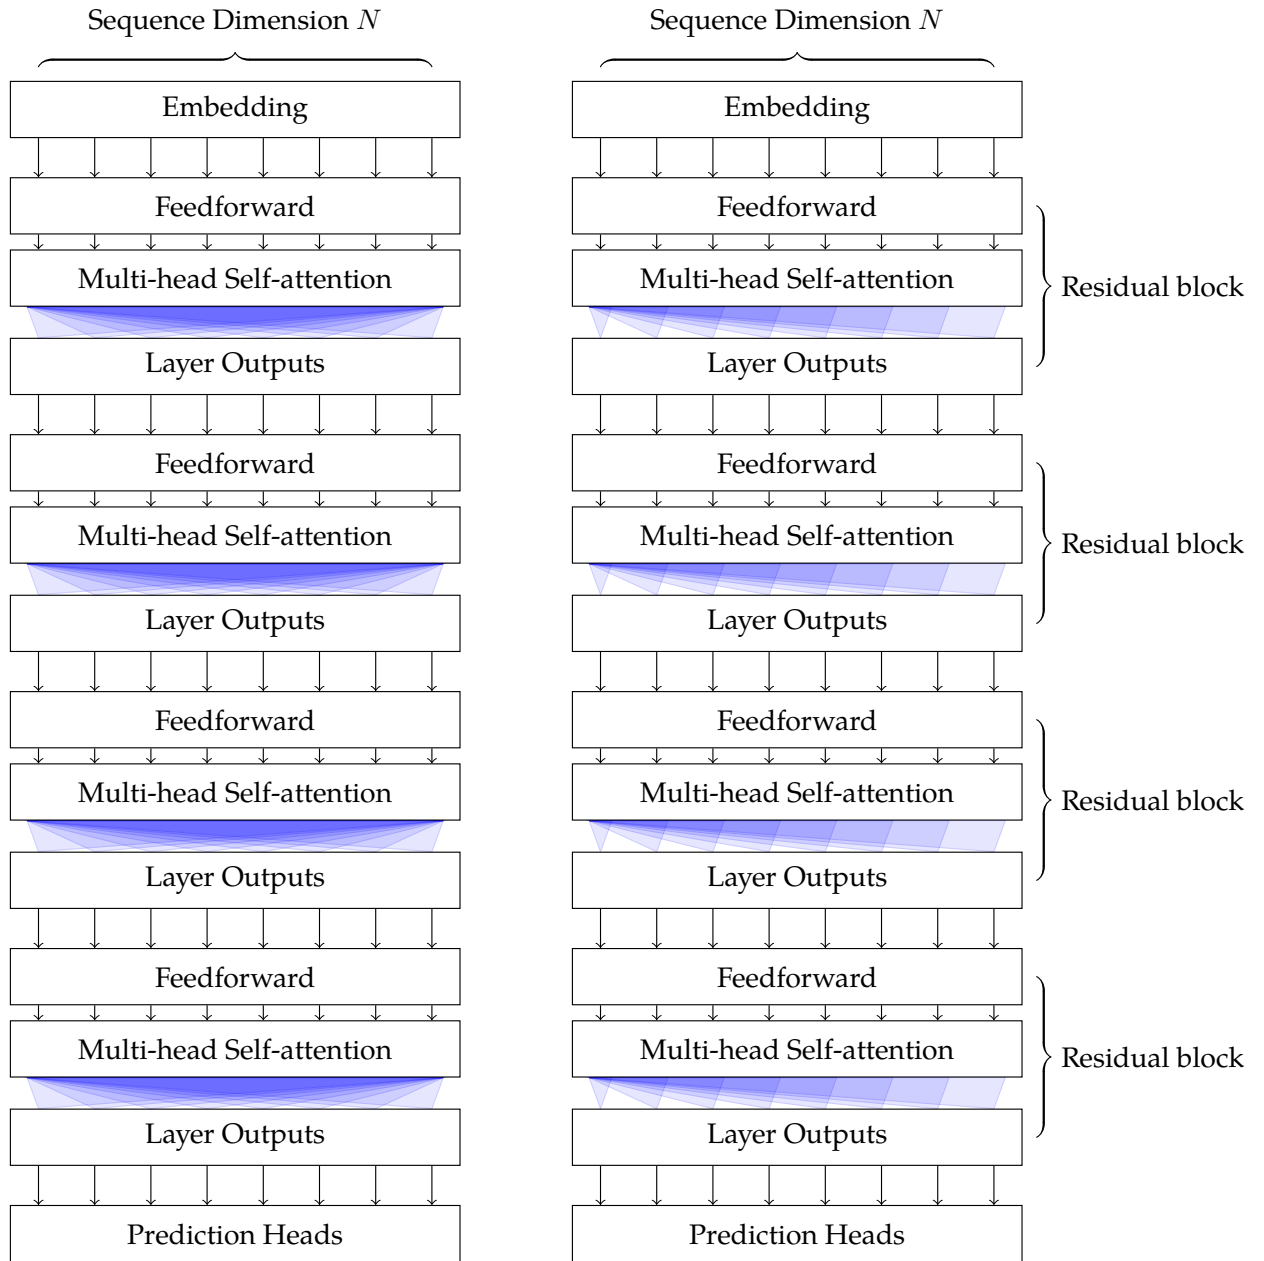 Sequence Dimension N
Embedding
Feedforward
Multi-head Self-attention
Layer Outputs
Feedforward
Multi-head Self-attention
Layer Outputs
Feedforward
Multi-head Self-attention
Layer Outputs
Feedforward
Multi-head Self-attention
Layer Outputs
Prediction Heads
Sequence Dimension N
Embedding
Feedforward
Multi-head Self-attention
Layer Outputs
Residual block
Feedforward
Multi-head Self-attention
Layer Outputs
Residual block
Feedforward
Multi-head Self-attention
Layer Outputs
Residual block
Feedforward
Multi-head Self-attention
Layer Outputs
Residual block
Prediction Heads